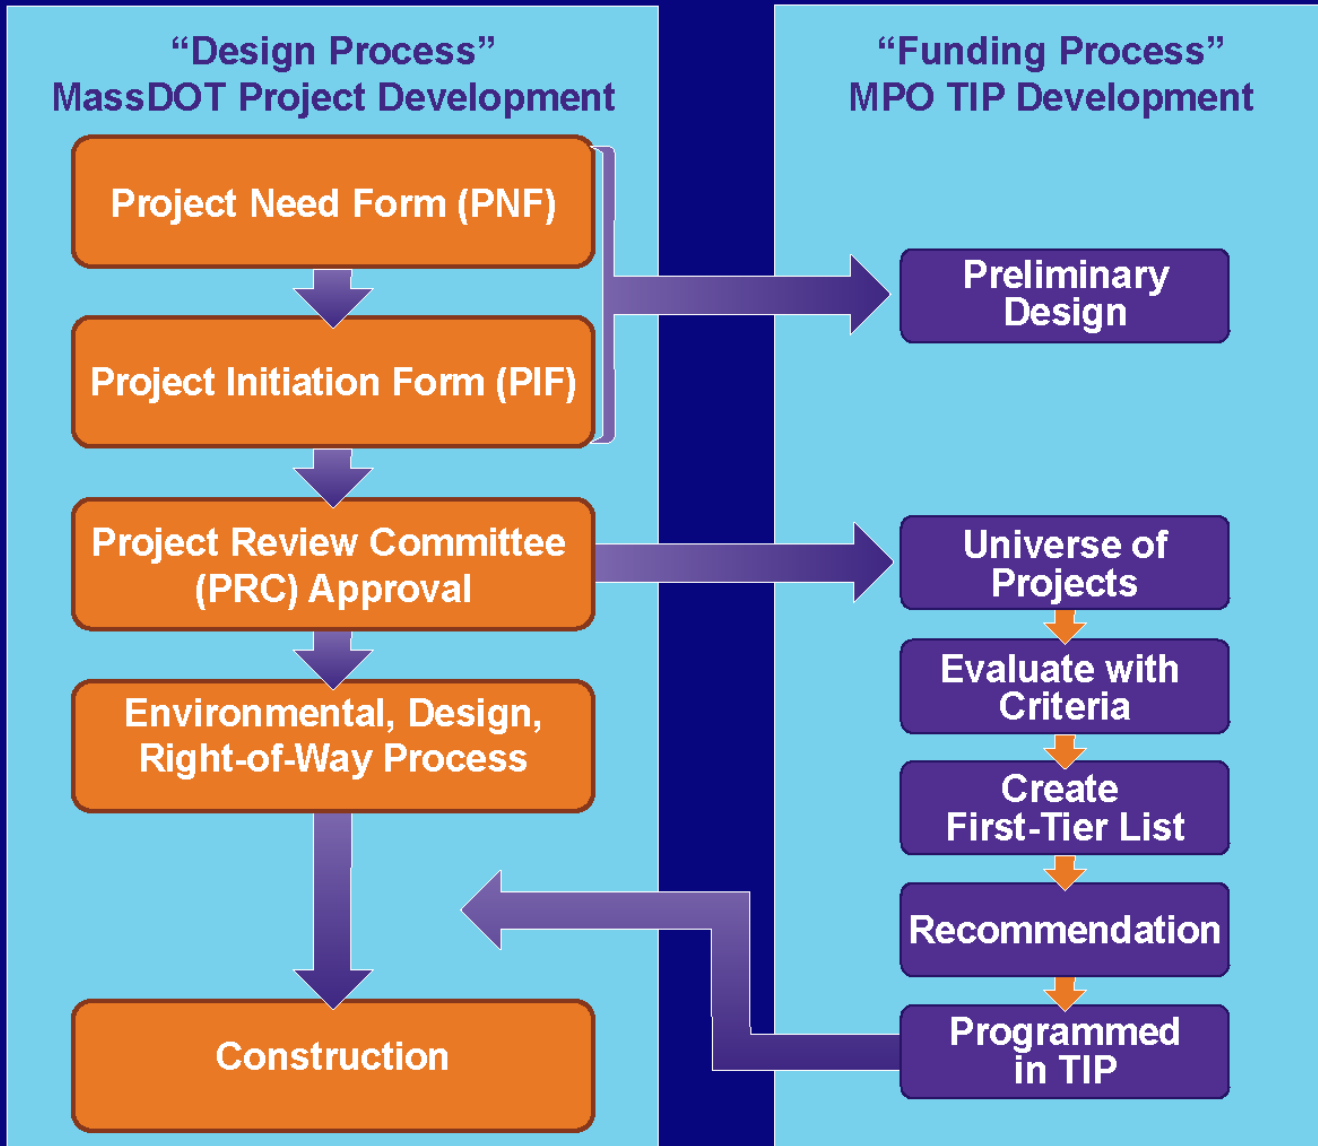 “Design Process”
MassDOT Project Development
Project Need Form (PNF)
Project Initiation Form (PIF)
Project Review Committee
(PRC) Approval
Environmental, Design,
Right-of-Way Process
Construction
“Funding Process”
MPO TIP Development
Preliminary
Design
Universe of
Projects
Evaluate with
Criteria
Create
First-Tier List
Recommendation
Programmed
in TIP